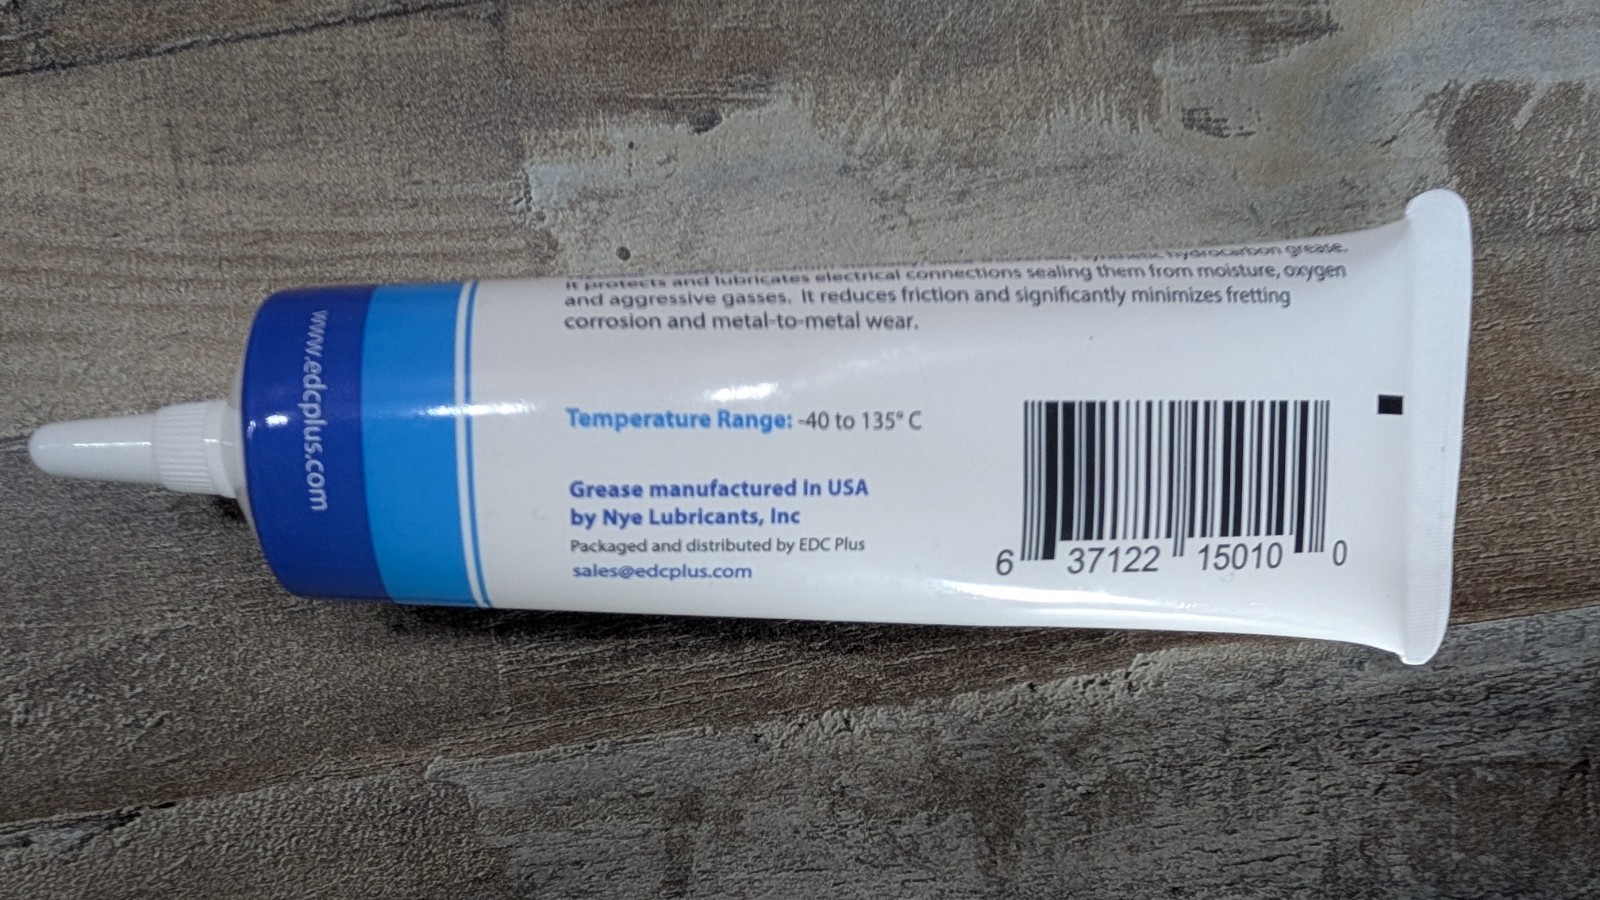 hydrocarbon grease.
It protects and lubricates electrical connections sealing them from moisture, oxygen
and aggressive gasses. It reduces friction and significantly minimizes fretting
corrosion and metal-to-metal wear.
Temperature Range: -40 to 135° C
Grease manufactured In USA
by Nye Lubricants, Inc
Packaged and distributed by EDC Plus
sales@edcplus.com
6 37122 15010 0
www.edcplus.com